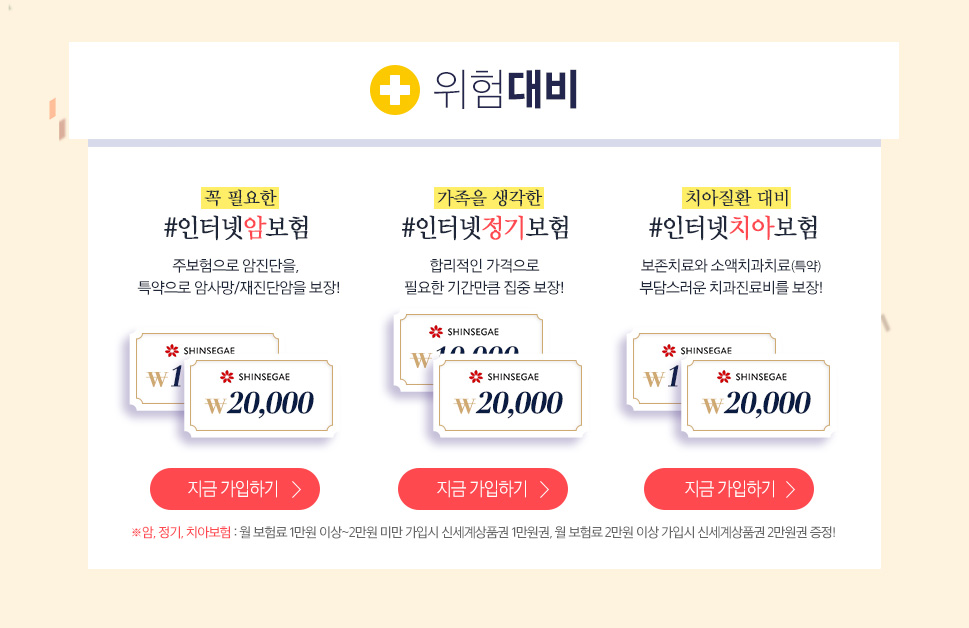 위험대비
꼭 필요한
#인터넷암보험
주보험으로 암진단을,
특약으로 암사망/재진단암을 보장!
SHINSEGAE
₩1
SHINSEGAE
₩20,000
지금 가입하기
가족을 생각한
#인터넷정기보험
합리적인 가격으로
필요한 기간만큼 집중 보장!
SHINSEGAE
₩10,000
SHINSEGAE
₩20,000
지금 가입하기
치아질환 대비
#인터넷치아보험
보존치료와 소액치과치료(특약)
부담스러운 치과진료비를 보장!
SHINSEGAE
₩1
SHINSEGAE
₩20,000
지금 가입하기
※암, 정기, 치아보험 : 월 보험료 1만원 이상~2만원 미만 가입시 신세계상품권 1만원권, 월 보험료 2만원 이상 가입시 신세계상품권 2만원권 증정!